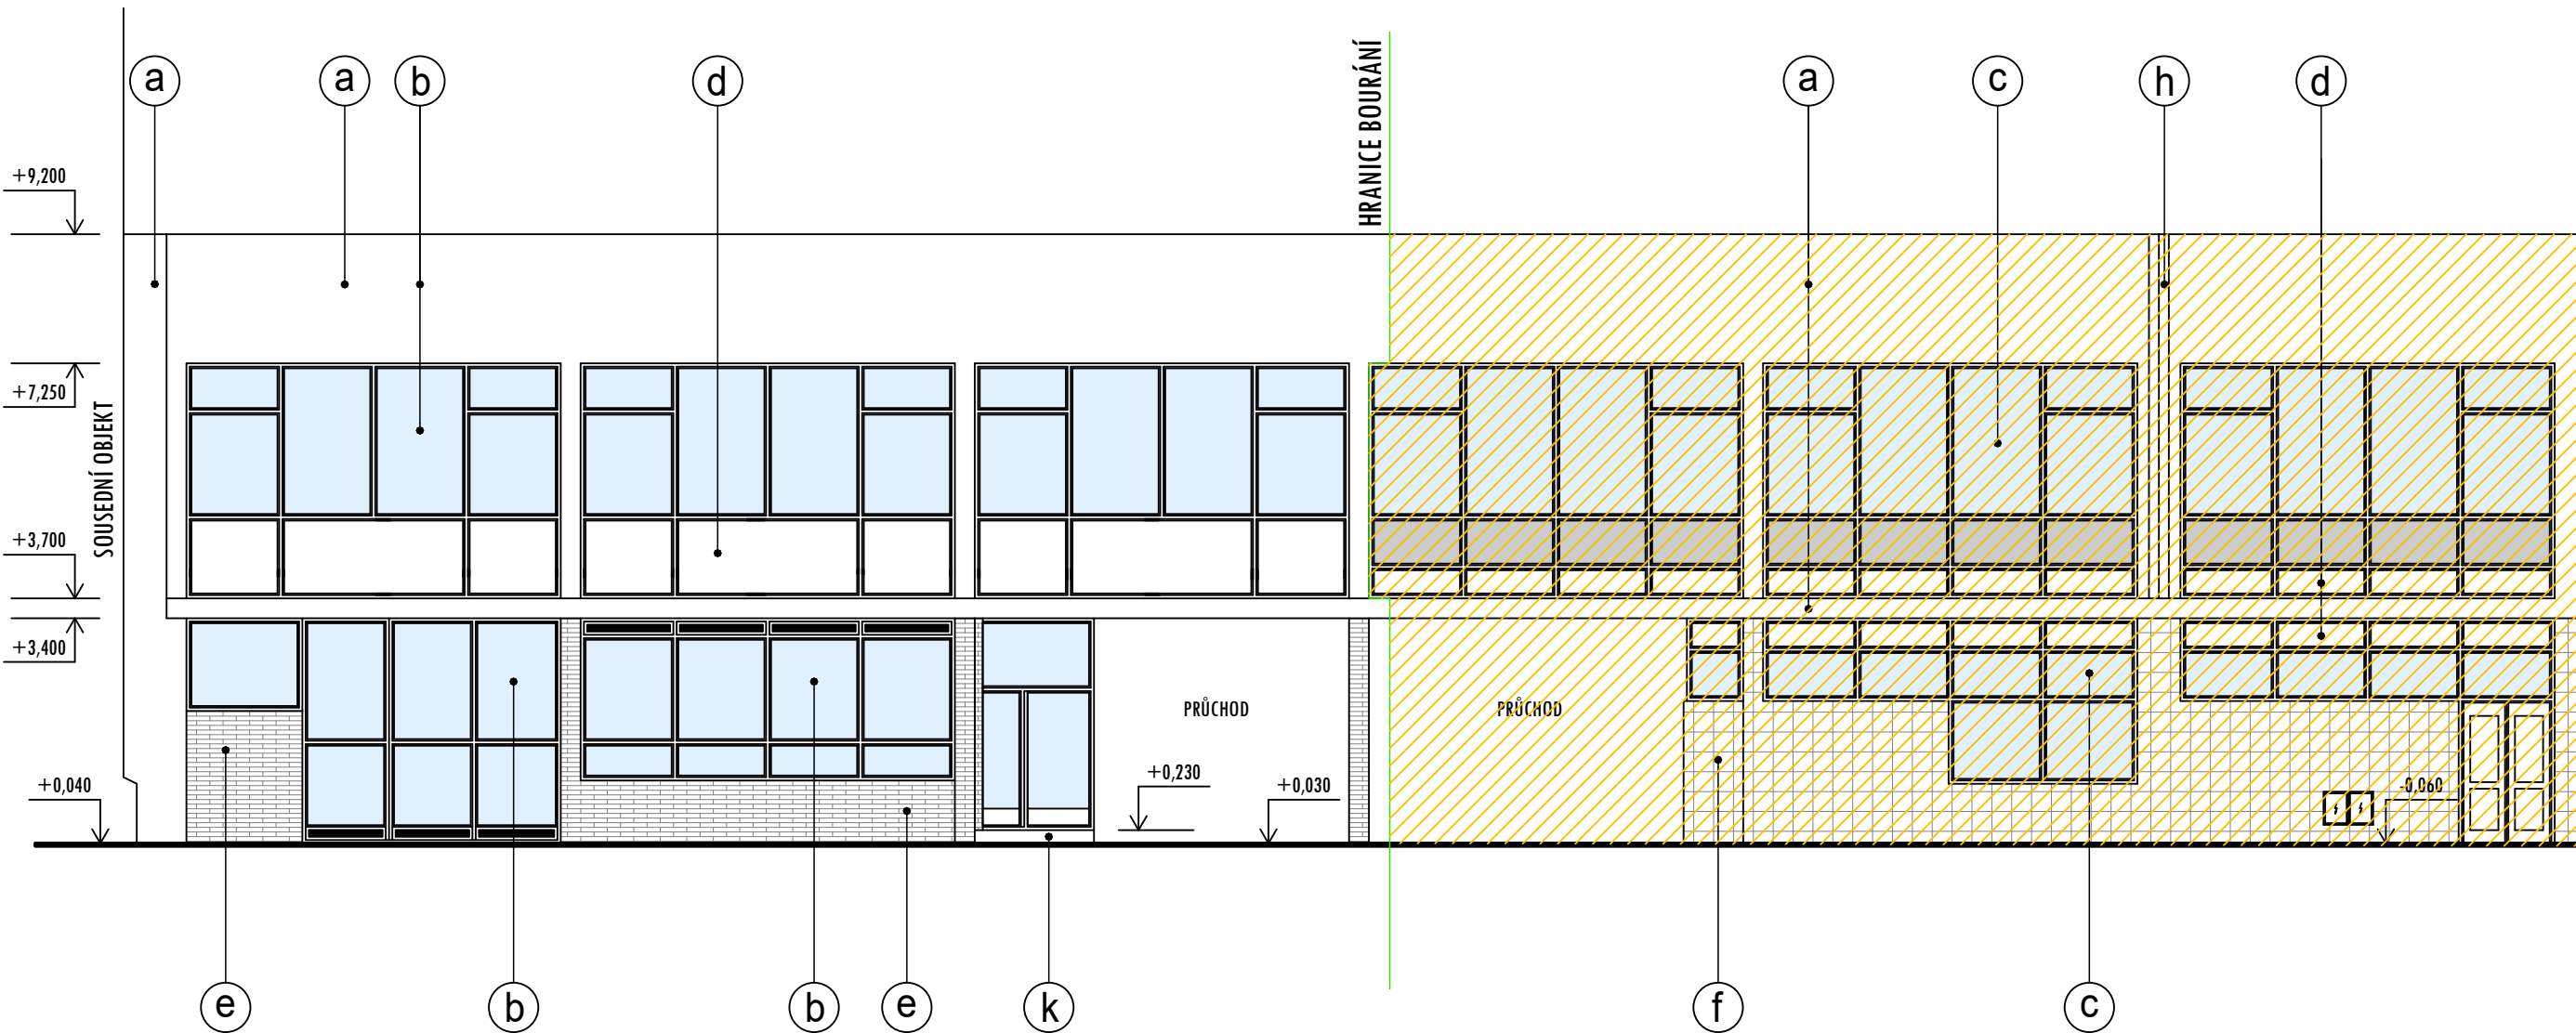 a
a
b
d
HRANICE BOURÁNÍ
a
c
h
d
+9,200
+7,250
SOUSEDNÍ OBJEKT
+3,700
+3,400
PRŮCHOD
PRŮCHOD
+0,040
+0,230
+0,030
-0,060
e
b
b
e
k
f
c